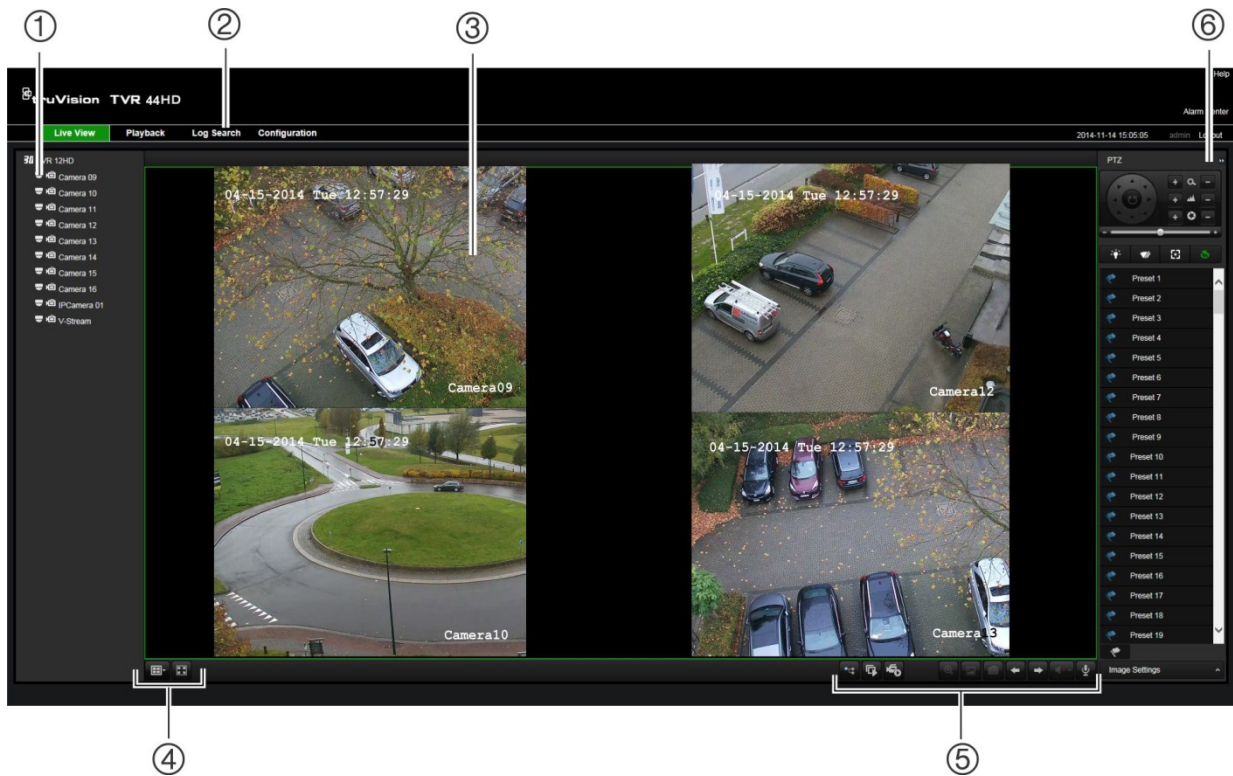 ① ② ③ ⑥
Help
truVision TVR 44HD
Alarm Center
Live View Playback Log Search Configuration
2014-11-14 15:05:05 admin Logout
TVR 12HD
Camera 09
Camera 10
Camera 11
Camera 12
Camera 13
Camera 14
Camera 15
Camera 16
IPCamera 01
V-Stream
04-15-2014 Tue 12:57:29
Camera09
04-15-2014 Tue 12:57:29
Camera12
04-15-2014 Tue 12:57:29
Camera10
04-15-2014 Tue 12:57:29
Camera13
PTZ
Preset 1
Preset 2
Preset 3
Preset 4
Preset 5
Preset 6
Preset 7
Preset 8
Preset 9
Preset 10
Preset 11
Preset 12
Preset 13
Preset 14
Preset 15
Preset 16
Preset 17
Preset 18
Preset 19
Image Settings
④ ⑤